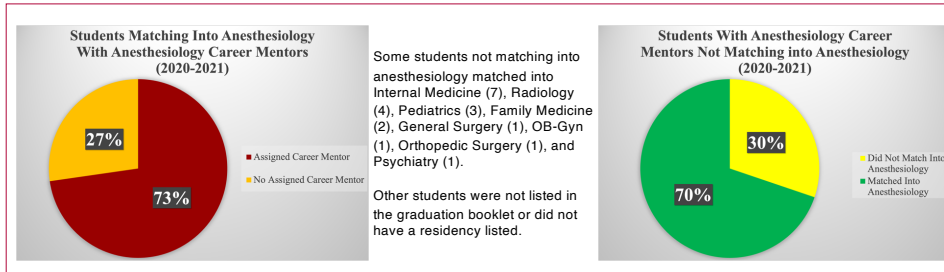 Students Matching Into Anesthesiology
With Anesthesiology Career Mentors
(2020-2021)
27%
73%
Assigned Career Mentor
No Assigned Career Mentor
Some students not matching into
anesthesiology matched into
Internal Medicine (7), Radiology
(4), Pediatrics (3), Family Medicine
(2), General Surgery (1), OB-Gyn
(1), Orthopedic Surgery (1), and
Psychiatry (1).
Other students were not listed in
the graduation booklet or did not
have a residency listed.
Students With Anesthesiology Career
Mentors Not Matching into Anesthesiology
(2020-2021)
30%
70%
Did Not Match Into
Anesthesiology
Matched Into
Anesthesiology